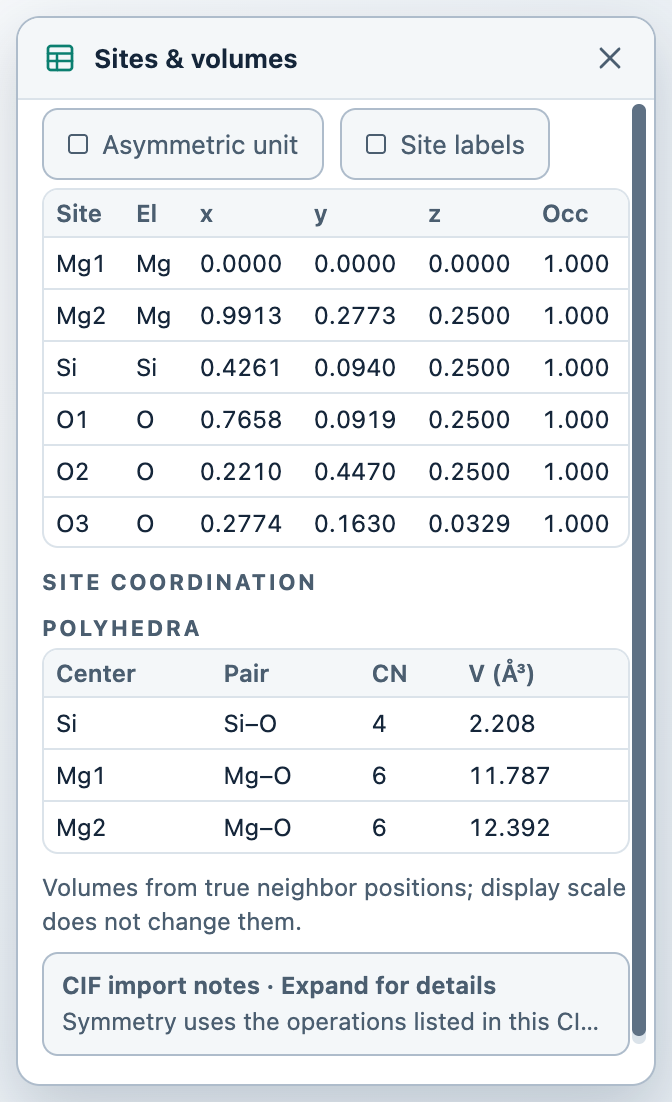 Sites & volumes
Asymmetric unit Site labels
Site El x y z Occ
Mg1 Mg 0.0000 0.0000 0.0000 1.000
Mg2 Mg 0.9913 0.2773 0.2500 1.000
Si Si 0.4261 0.0940 0.2500 1.000
O1 O 0.7658 0.0919 0.2500 1.000
O2 O 0.2210 0.4470 0.2500 1.000
O3 O 0.2774 0.1630 0.0329 1.000
SITE COORDINATION
POLYHEDRA
Center Pair CN V (Å³)
Si Si–O 4 2.208
Mg1 Mg–O 6 11.787
Mg2 Mg–O 6 12.392
Volumes from true neighbor positions; display scale
does not change them.
CIF import notes · Expand for details
Symmetry uses the operations listed in this CI...